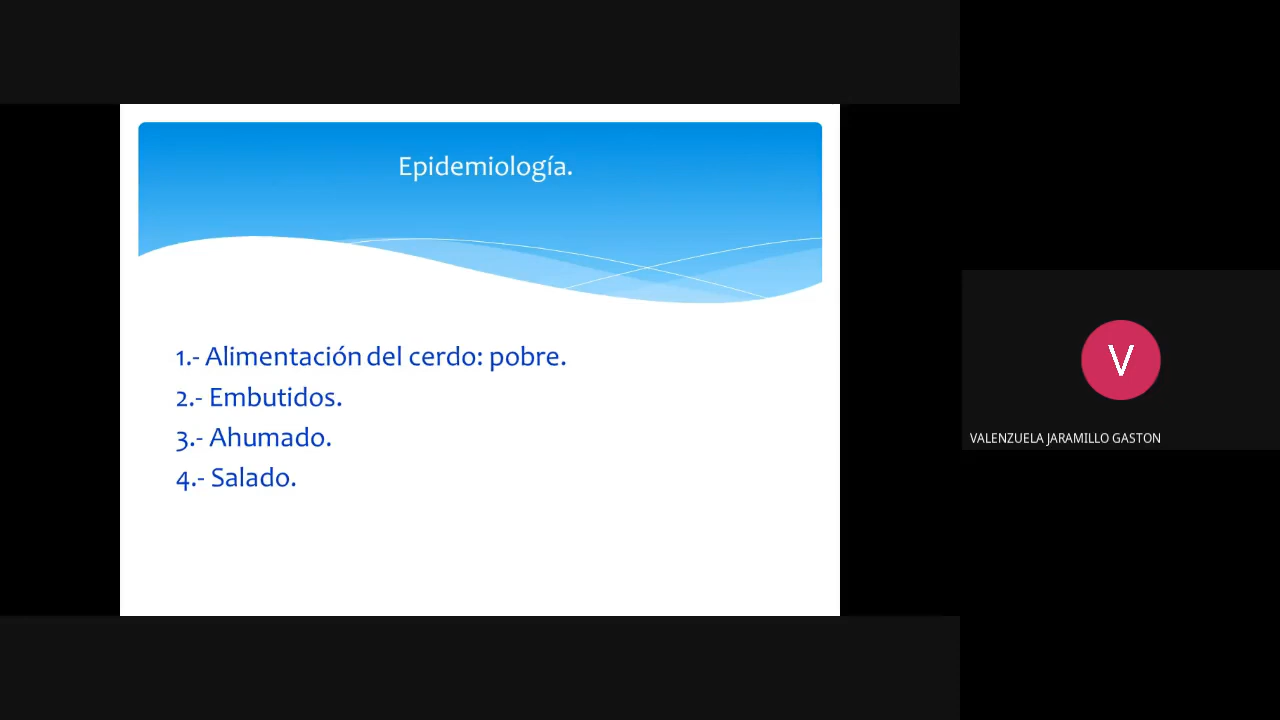 Epidemiología.
1.- Alimentación del cerdo: pobre.
2.- Embutidos.
3.- Ahumado.
4.- Salado.
V
VALENZUELA JARAMILLO GASTON